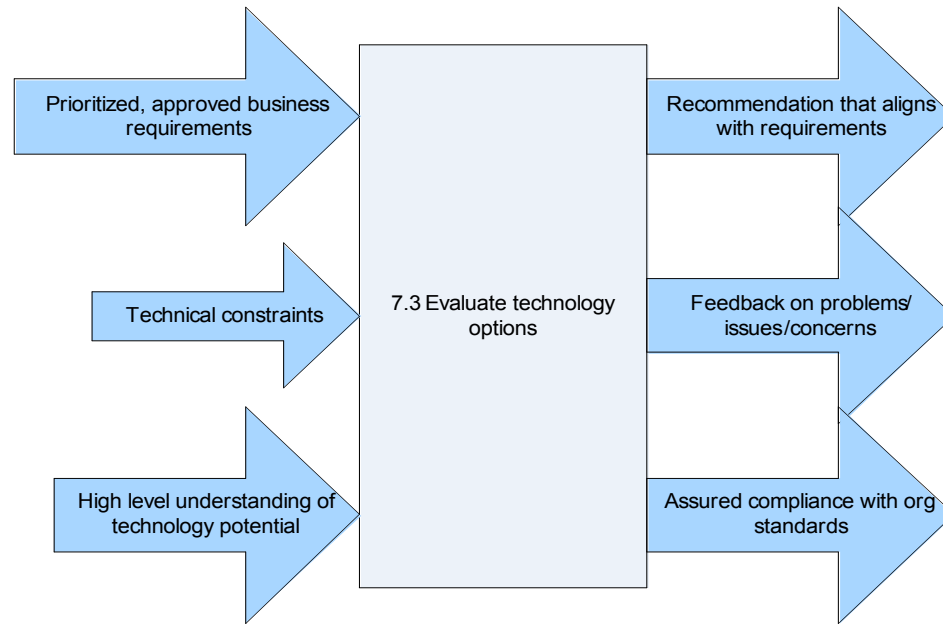 Prioritized, approved business
requirements
Technical constraints
High level understanding of
technology potential
7.3 Evaluate technology
options
Recommendation that aligns
with requirements
Feedback on problems/
issues/concerns
Assured compliance with org
standards